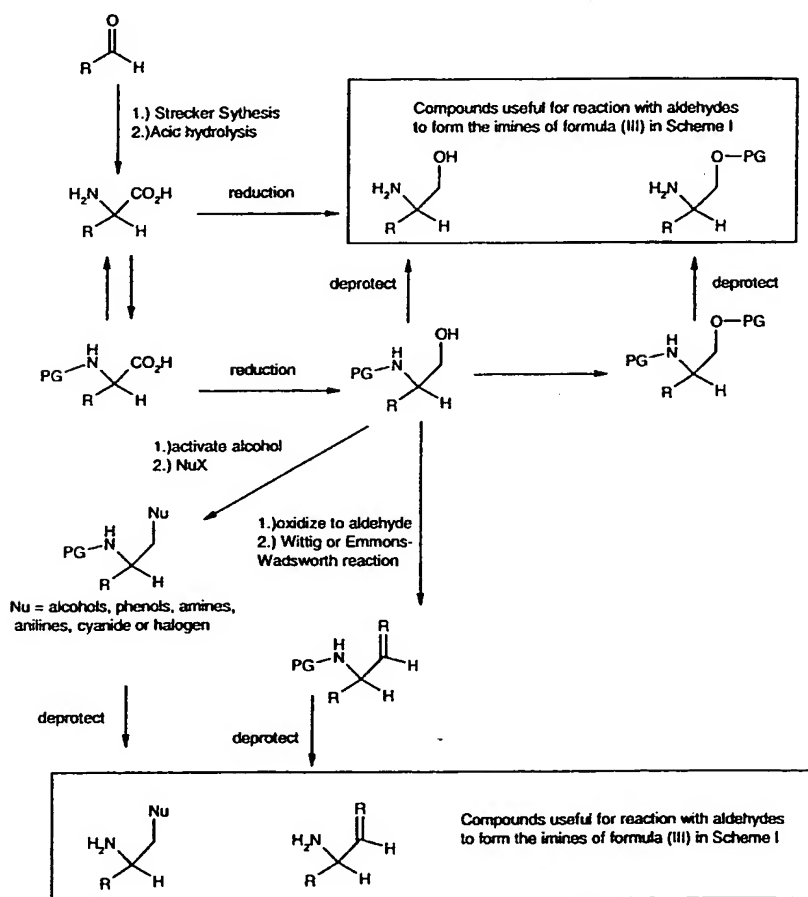 O
R H
1.) Strecker Sythesis
2.)Acic hydrolysis
Compounds useful for reaction with aldehydes
to form the imines of formula (III) in Scheme I
OH
H₂N
R H
O—PG
H₂N
R H
H₂N CO₂H
R H
reduction
deprotect
deprotect
H
PG N CO₂H
R H
reduction
OH
H
PG N
R H
O—PG
H
PG N
R H
1.)activate alcohol
2.) NuX
1.)oxidize to aldehyde
2.) Wittig or Emmons-
Wadsworth reaction
Nu
H
PG N
R H
Nu = alcohols, phenols, amines,
anilines, cyanide or halogen
R
H
PG N H
R H
deprotect
deprotect
Nu
H₂N
R H
R
H₂N H
R H
Compounds useful for reaction with aldehydes
to form the imines of formula (III) in Scheme I